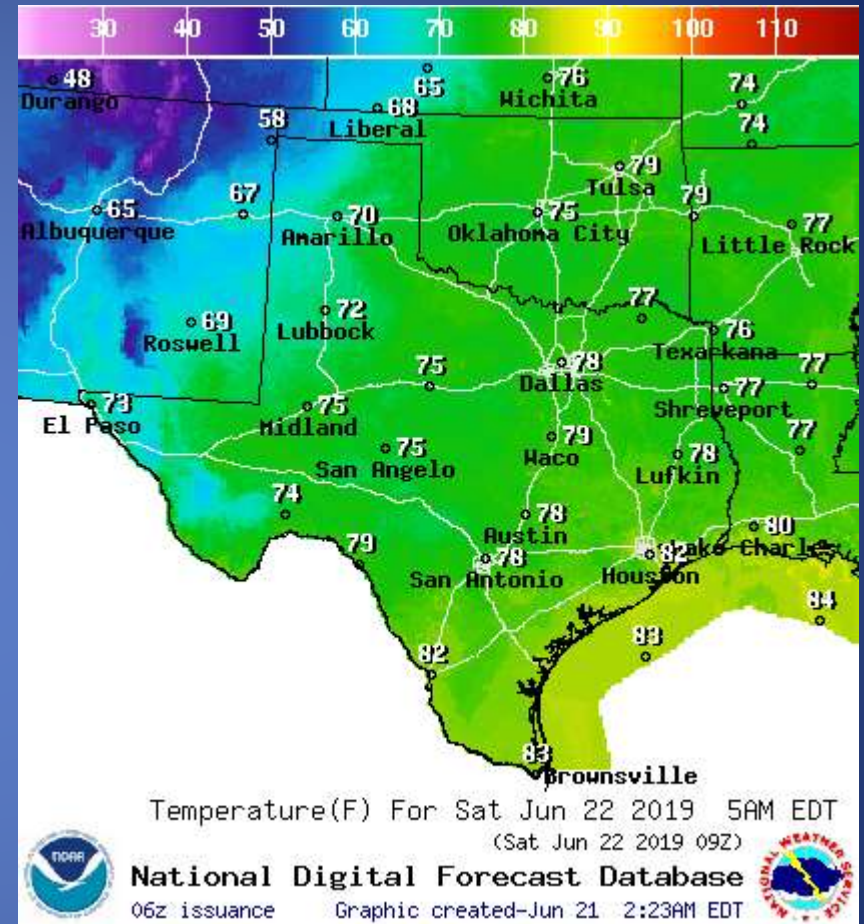 30 40 50 60 70 80 90 100 110
48
Durango
65
76
Wichita
74
68
Liberal
58
74
79
Tulsa
65
Albuquerque
67
70
Amarillo
75
Oklahoma City
79
77
Little Rock
69
Roswell
72
Lubbock
77
76
Texarkana
78
Dallas
75
77
Shreveport
77
73
El Paso
75
Midland
75
San Angelo
79
Waco
78
Lufkin
77
74
78
Austin
80
Lake Charles
79
78
San Antonio
82
Houston
84
83
82
83
Brownsville
Temperature(F) For Sat Jun 22 2019 5AM EDT
(Sat Jun 22 2019 09Z)
National Digital Forecast Database
06z issuance Graphic created-Jun 21 2:23AM EDT
NOAA
NATIONAL WEATHER SERVICE